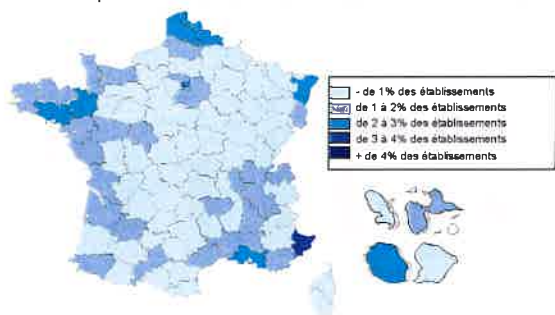 - de 1% des établissements
de 1 à 2% des établissements
de 2 à 3% des établissements
de 3 à 4% des établissements
+ de 4% des établissements